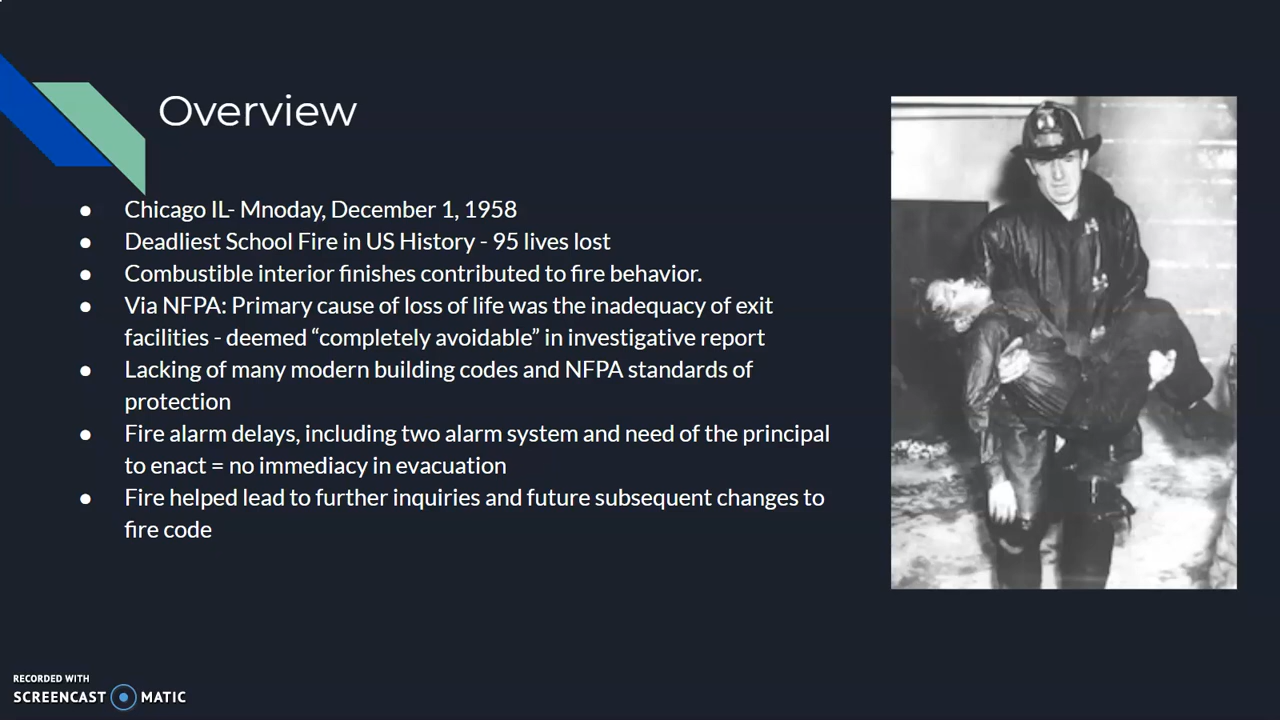 Overview
● Chicago IL- Mnoday, December 1, 1958
● Deadliest School Fire in US History - 95 lives lost
● Combustible interior finishes contributed to fire behavior.
● Via NFPA: Primary cause of loss of life was the inadequacy of exit
facilities - deemed “completely avoidable” in investigative report
● Lacking of many modern building codes and NFPA standards of
protection
● Fire alarm delays, including two alarm system and need of the principal
to enact = no immediacy in evacuation
● Fire helped lead to further inquiries and future subsequent changes to
fire code
RECORDED WITH
SCREENCAST MATIC